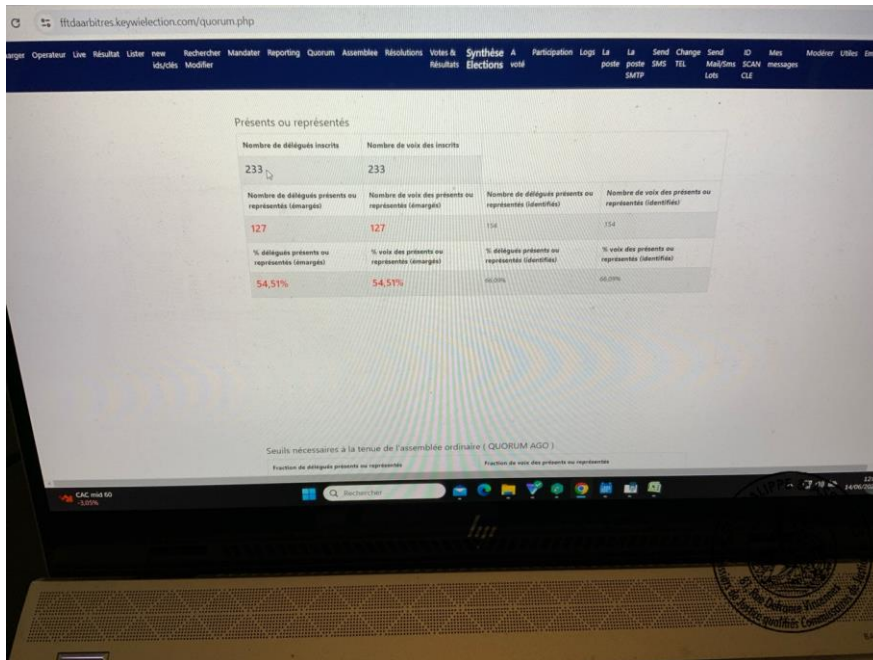 fftdaarbitres.keywielection.com/quorum.php
Operateur Live Résultat Lister new ids/clés Rechercher Modifier Mandater Reporting Quorum Assemblee Résolutions Votes & Résultats Synthèse Elections A voté Participation Logs La poste La poste SMTP Send SMS Change TEL Send Mail/Sms Lots ID SCAN CLE Mes messages Modérer Utiles
Présents ou représentés
Nombre de délégués inscrits Nombre de voix des inscrits
233 233
Nombre de délégués présents ou représentés (émargés) Nombre de voix des présents ou représentés (émargés) Nombre de délégués présents ou représentés (identifiés) Nombre de voix des présents ou représentés (identifiés)
127 127 154 154
% délégués présents ou représentés (émargés) % voix des présents ou représentés (émargés) % délégués présents ou représentés (identifiés) % voix des présents ou représentés (identifiés)
54,51% 54,51% 66,09% 66,09%
Seuils nécessaires à la tenue de l'assemblée ordinaire ( QUORUM AGO )
Fraction de délégués présents ou représentés Fraction de voix des présents ou représentés
CAC mid 60
-3.05%
Rechercher
hp